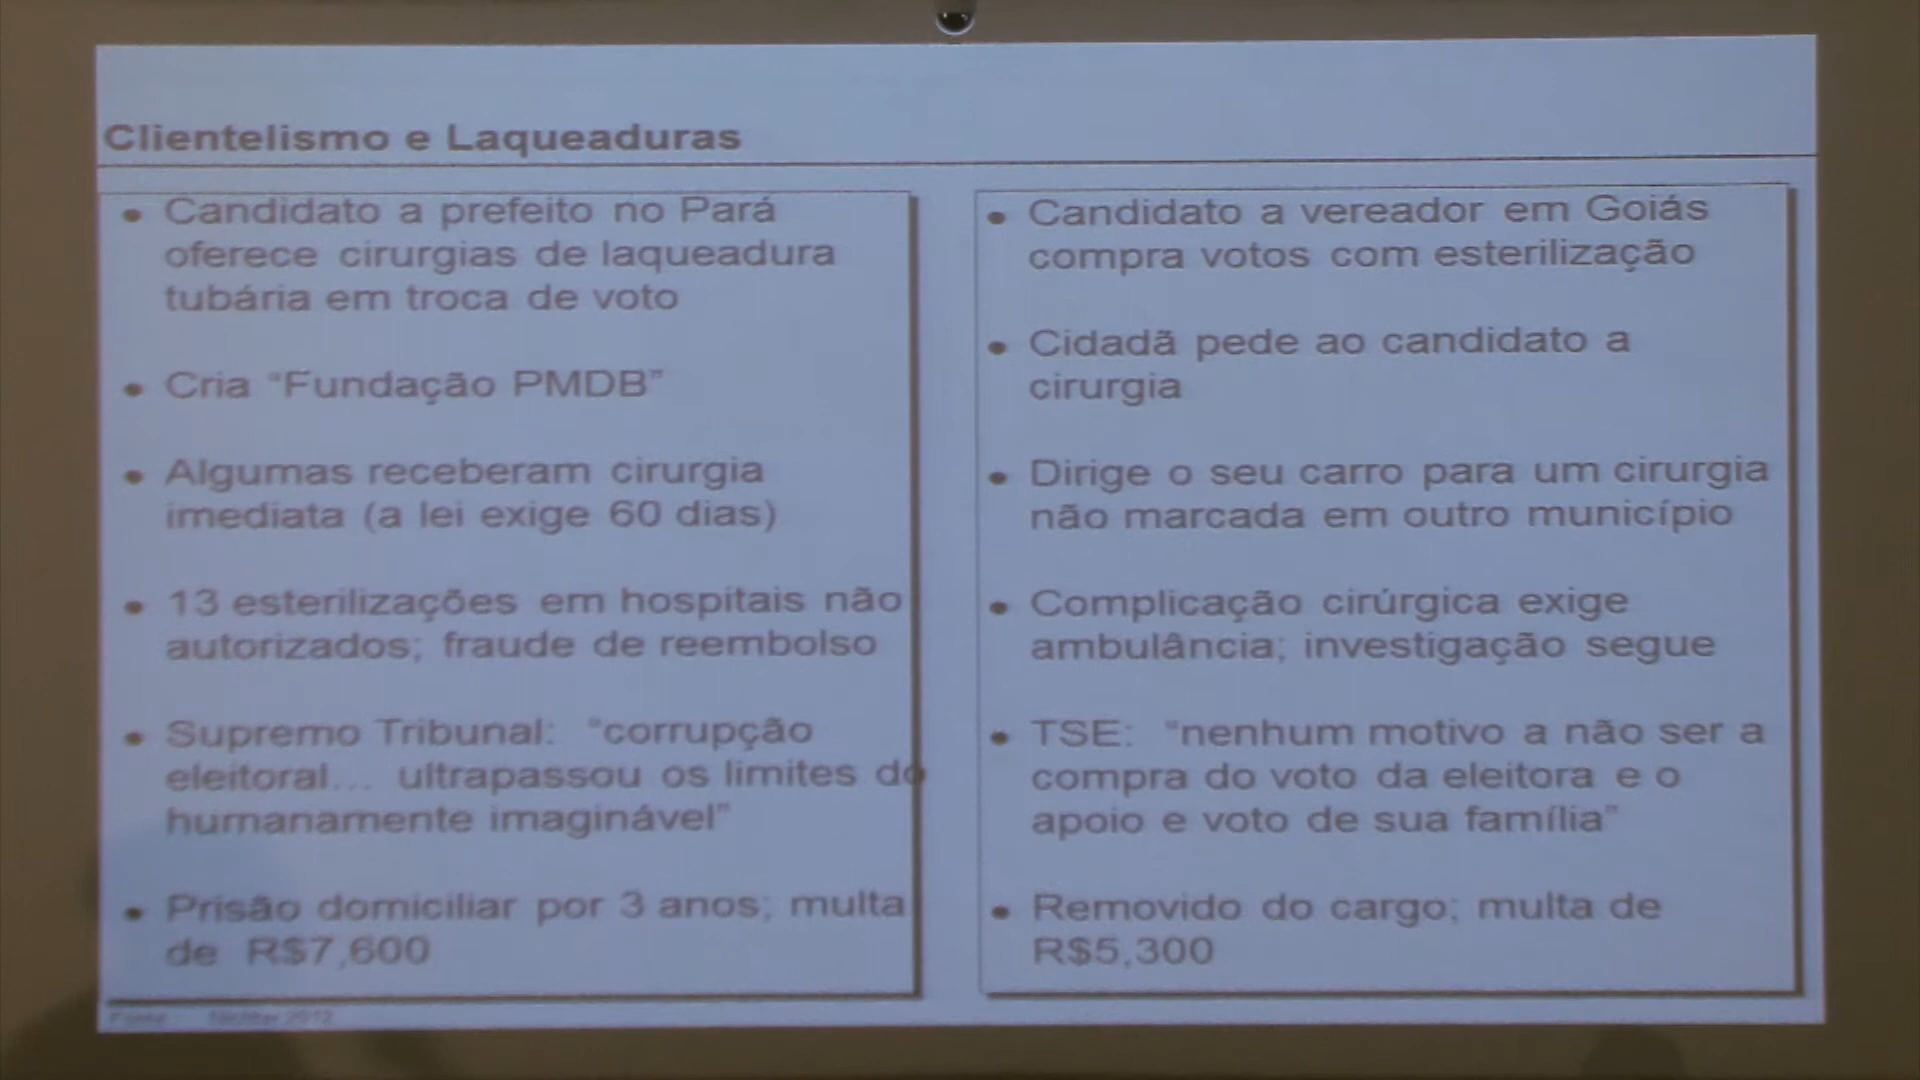 Clientelismo e Laqueaduras
• Candidato a prefeito no Pará
oferece cirurgias de laqueadura
tubária em troca de voto
• Cria “Fundação PMDB”
• Algumas receberam cirurgia
imediata (a lei exige 60 dias)
• 13 esterilizações em hospitais não
autorizados; fraude de reembolso
• Supremo Tribunal: “corrupção
eleitoral... ultrapassou os limites do
humanamente imaginável”
• Prisão domiciliar por 3 anos; multa
de R$7,600
• Candidato a vereador em Goiás
compra votos com esterilização
• Cidadã pede ao candidato a
cirurgia
• Dirige o seu carro para um cirurgia
não marcada em outro município
• Complicação cirúrgica exige
ambulância; investigação segue
• TSE: “nenhum motivo a não ser a
compra do voto da eleitora e o
apoio e voto de sua família”
• Removido do cargo; multa de
R$5,300
Fonte 2012